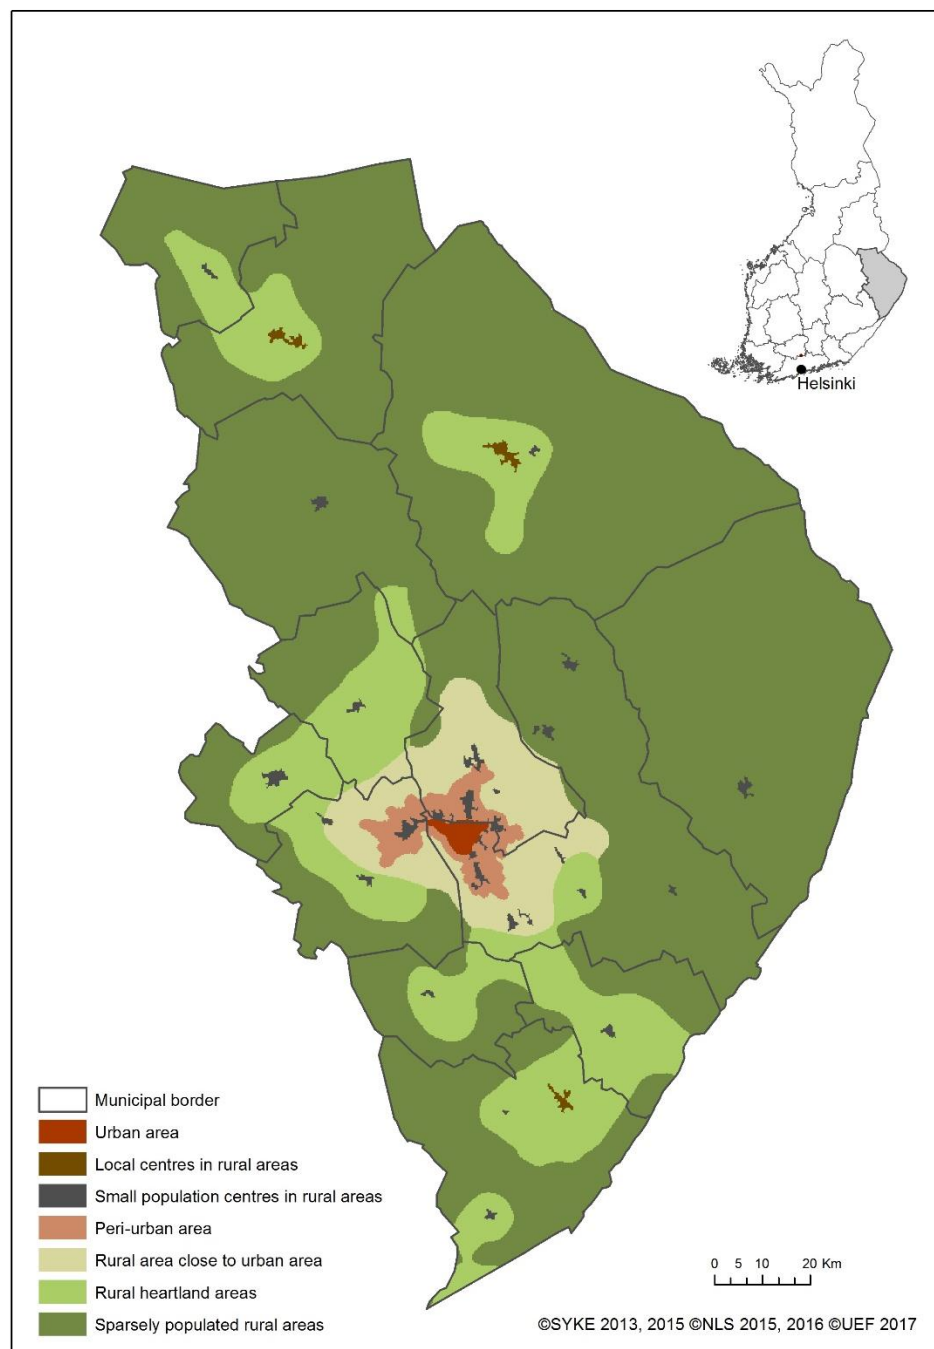 Helsinki
Municipal border
Urban area
Local centres in rural areas
Small population centres in rural areas
Peri-urban area
Rural area close to urban area
Rural heartland areas
Sparsely populated rural areas
0 5 10 20 Km
©SYKE 2013, 2015 ©NLS 2015, 2016 ©UEF 2017